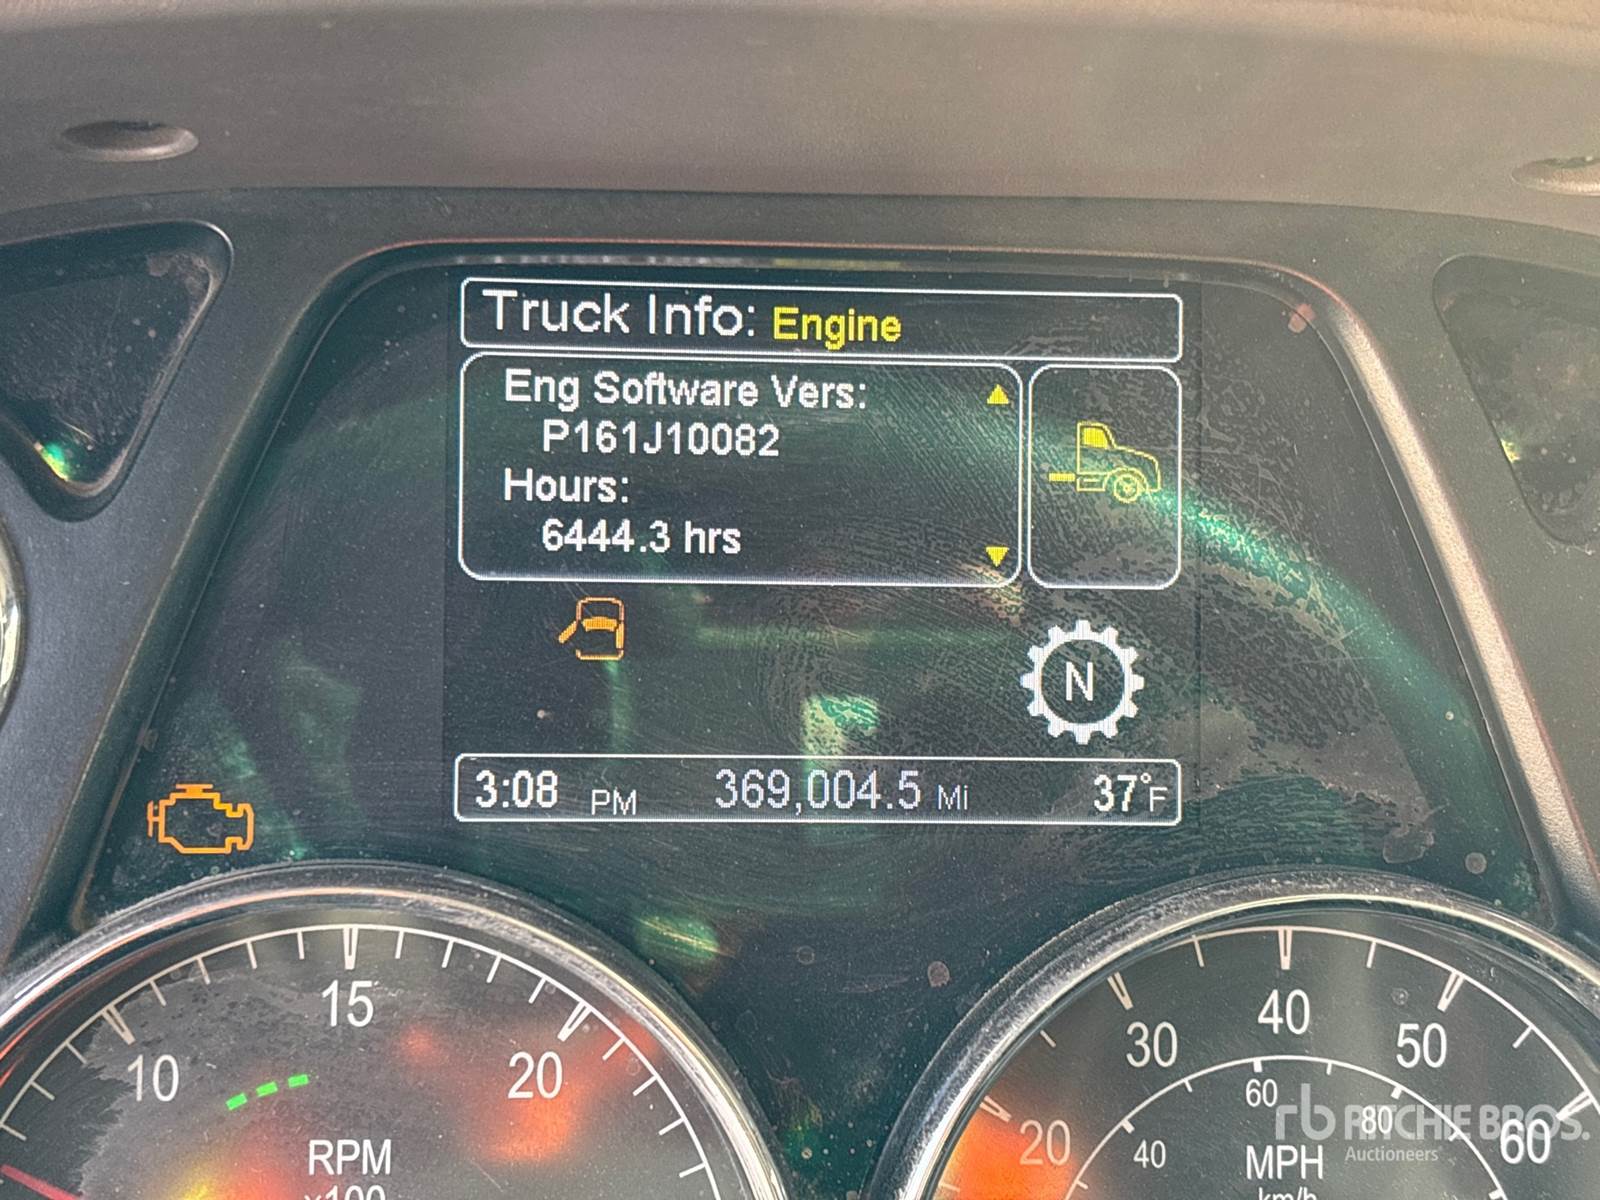 Truck Info: Engine
Eng Software Vers:
P161J10082
Hours:
6444.3 hrs
N
3:08 PM 369,004.5 Mi 37°F
10 15 20
RPM
x100
20 30 40 50 60
40 60 80
MPH
km/h
rb RITCHIE BROS.
Auctioneers